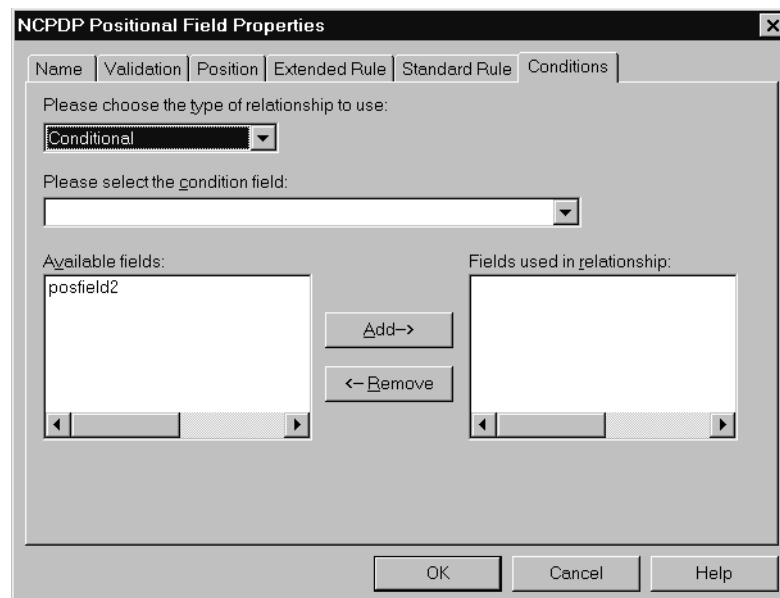 NCPDP Positional Field Properties
Name Validation Position Extended Rule Standard Rule Conditions
Please choose the type of relationship to use:
Conditional
Please select the condition field:
Available fields: Fields used in relationship:
posfield2
Add-->
<-- Remove
OK Cancel Help